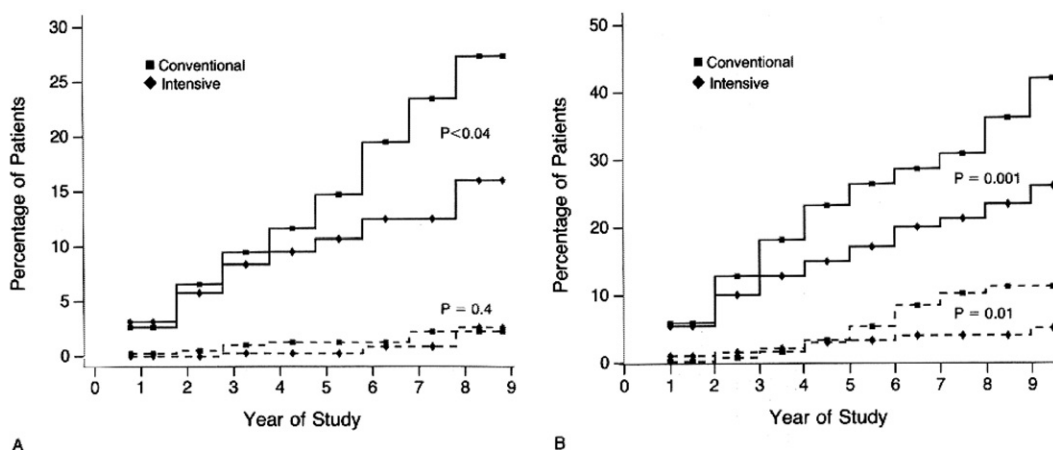 30
25
20
15
10
5
0
Percentage of Patients
Conventional
Intensive
P<0.04
P = 0.4
0 1 2 3 4 5 6 7 8 9
Year of Study
A
50
40
30
20
10
0
Percentage of Patients
Conventional
Intensive
P = 0.001
P = 0.01
0 1 2 3 4 5 6 7 8 9
Year of Study
B